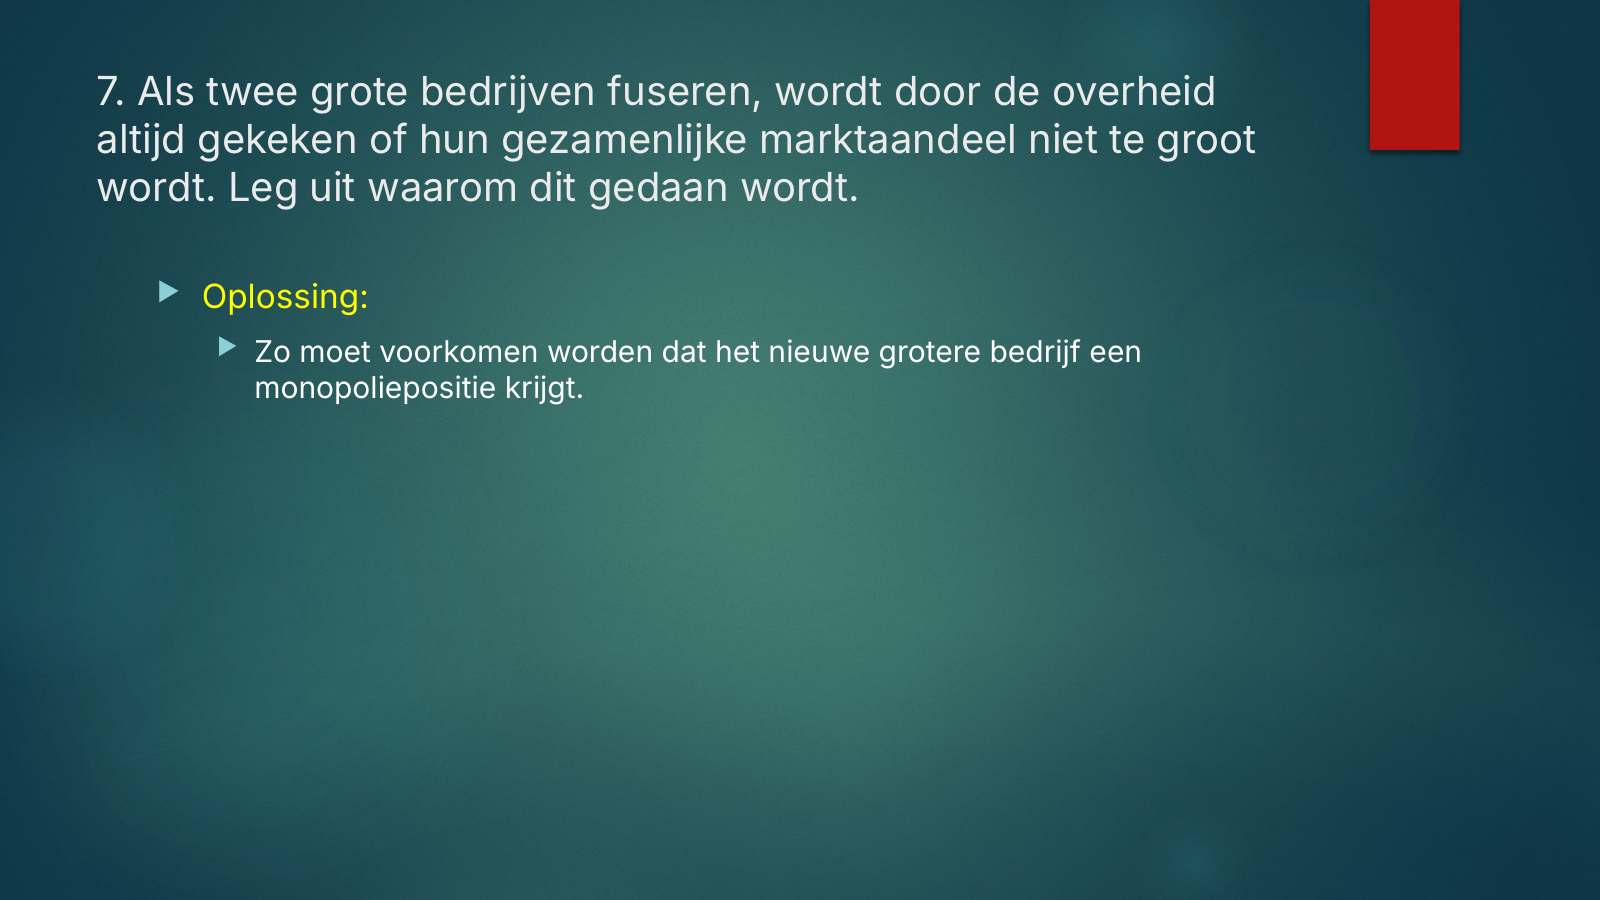 7. Als twee grote bedrijven fuseren, wordt door de overheid
altijd gekeken of hun gezamenlijke marktaandeel niet te groot
wordt. Leg uit waarom dit gedaan wordt.
Oplossing:
Zo moet voorkomen worden dat het nieuwe grotere bedrijf een
monopoliepositie krijgt.